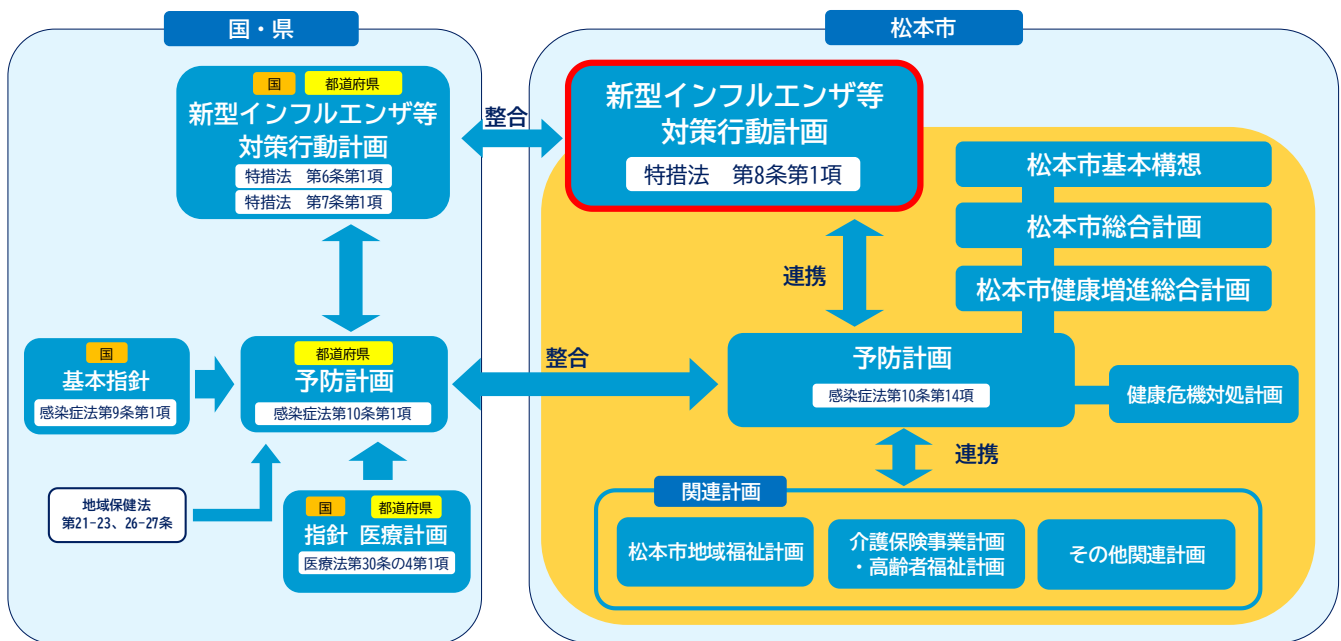 国・県
国 都道府県
新型インフルエンザ等
対策行動計画
特措法 第6条第1項
特措法 第7条第1項
国
基本指針
感染症法第9条第1項
都道府県
予防計画
感染症法第10条第1項
地域保健法
第21-23、26-27条
国 都道府県
指針 医療計画
医療法第30条の4第1項
整合
整合
松本市
新型インフルエンザ等
対策行動計画
特措法 第8条第1項
連携
松本市基本構想
松本市総合計画
松本市健康増進総合計画
予防計画
感染症法第10条第14項
健康危機対処計画
連携
関連計画
松本市地域福祉計画
介護保険事業計画
・高齢者福祉計画
その他関連計画